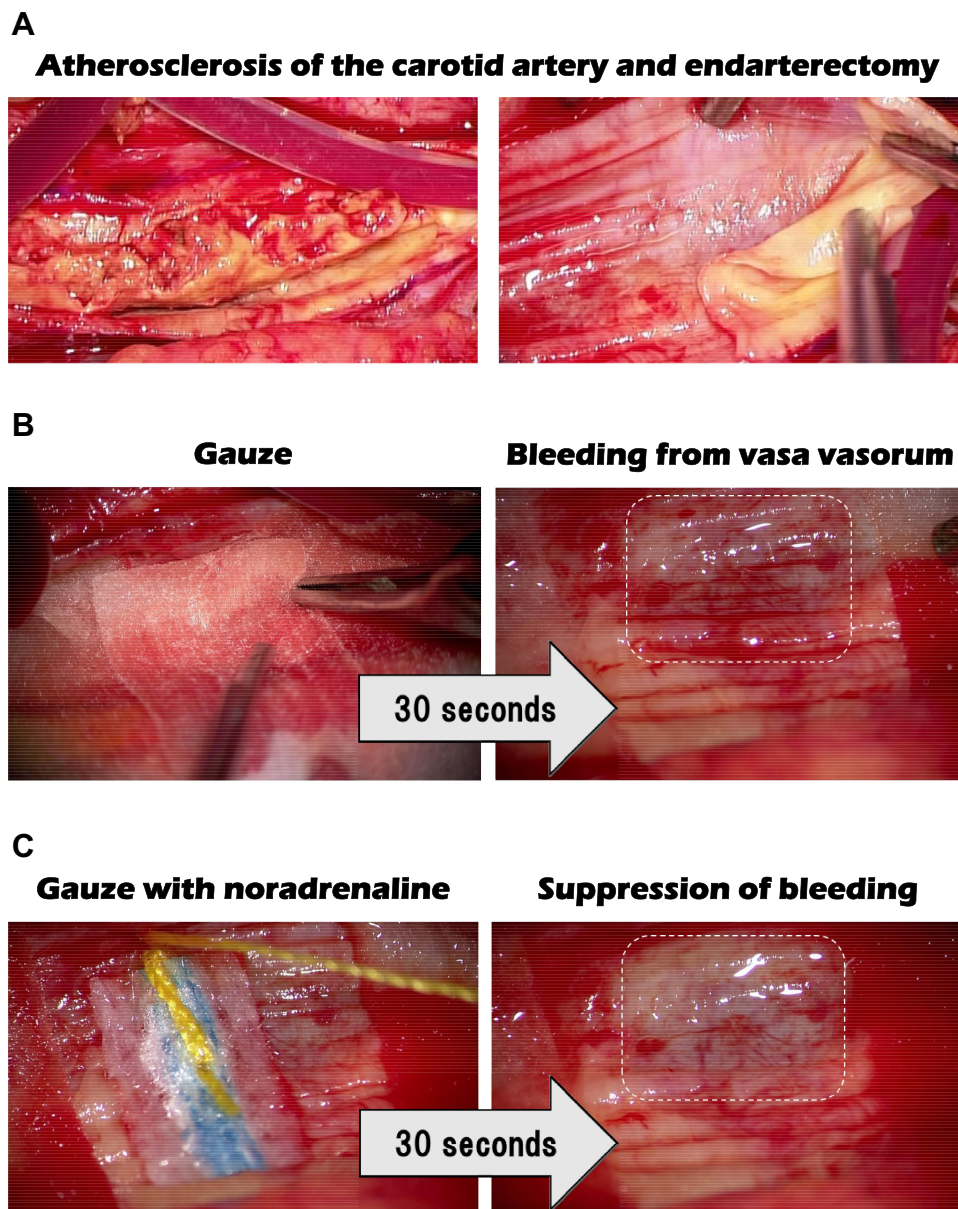 A
Atherosclerosis of the carotid artery and endarterectomy
B
Gauze
Bleeding from vasa vasorum
30 seconds
C
Gauze with noradrenaline
Suppression of bleeding
30 seconds